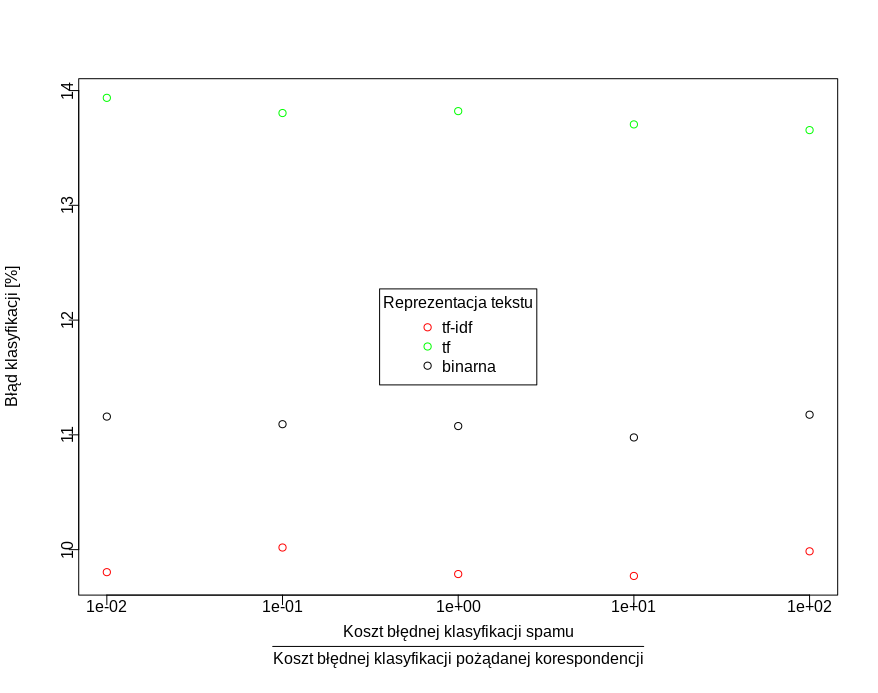 14
13
12
11
10
Błąd klasyfikacji [%]
Reprezentacja tekstu
tf-idf
tf
binarna
1e-02 1e-01 1e+00 1e+01 1e+02
Koszt błędnej klasyfikacji spamu
Koszt błędnej klasyfikacji pożądanej korespondencji